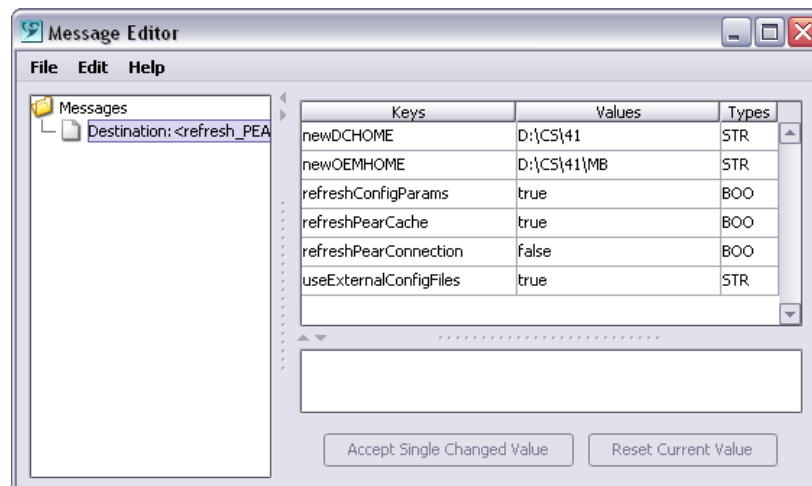 Message Editor
File Edit Help
Messages
Destination:<refresh_PEA
Keys Values Types
newDCHOME D:\CS\41 STR
newOEMHOME D:\CS\41\MB STR
refreshConfigParams true BOO
refreshPearCache true BOO
refreshPearConnection false BOO
useExternalConfigFiles true STR
Accept Single Changed Value Reset Current Value